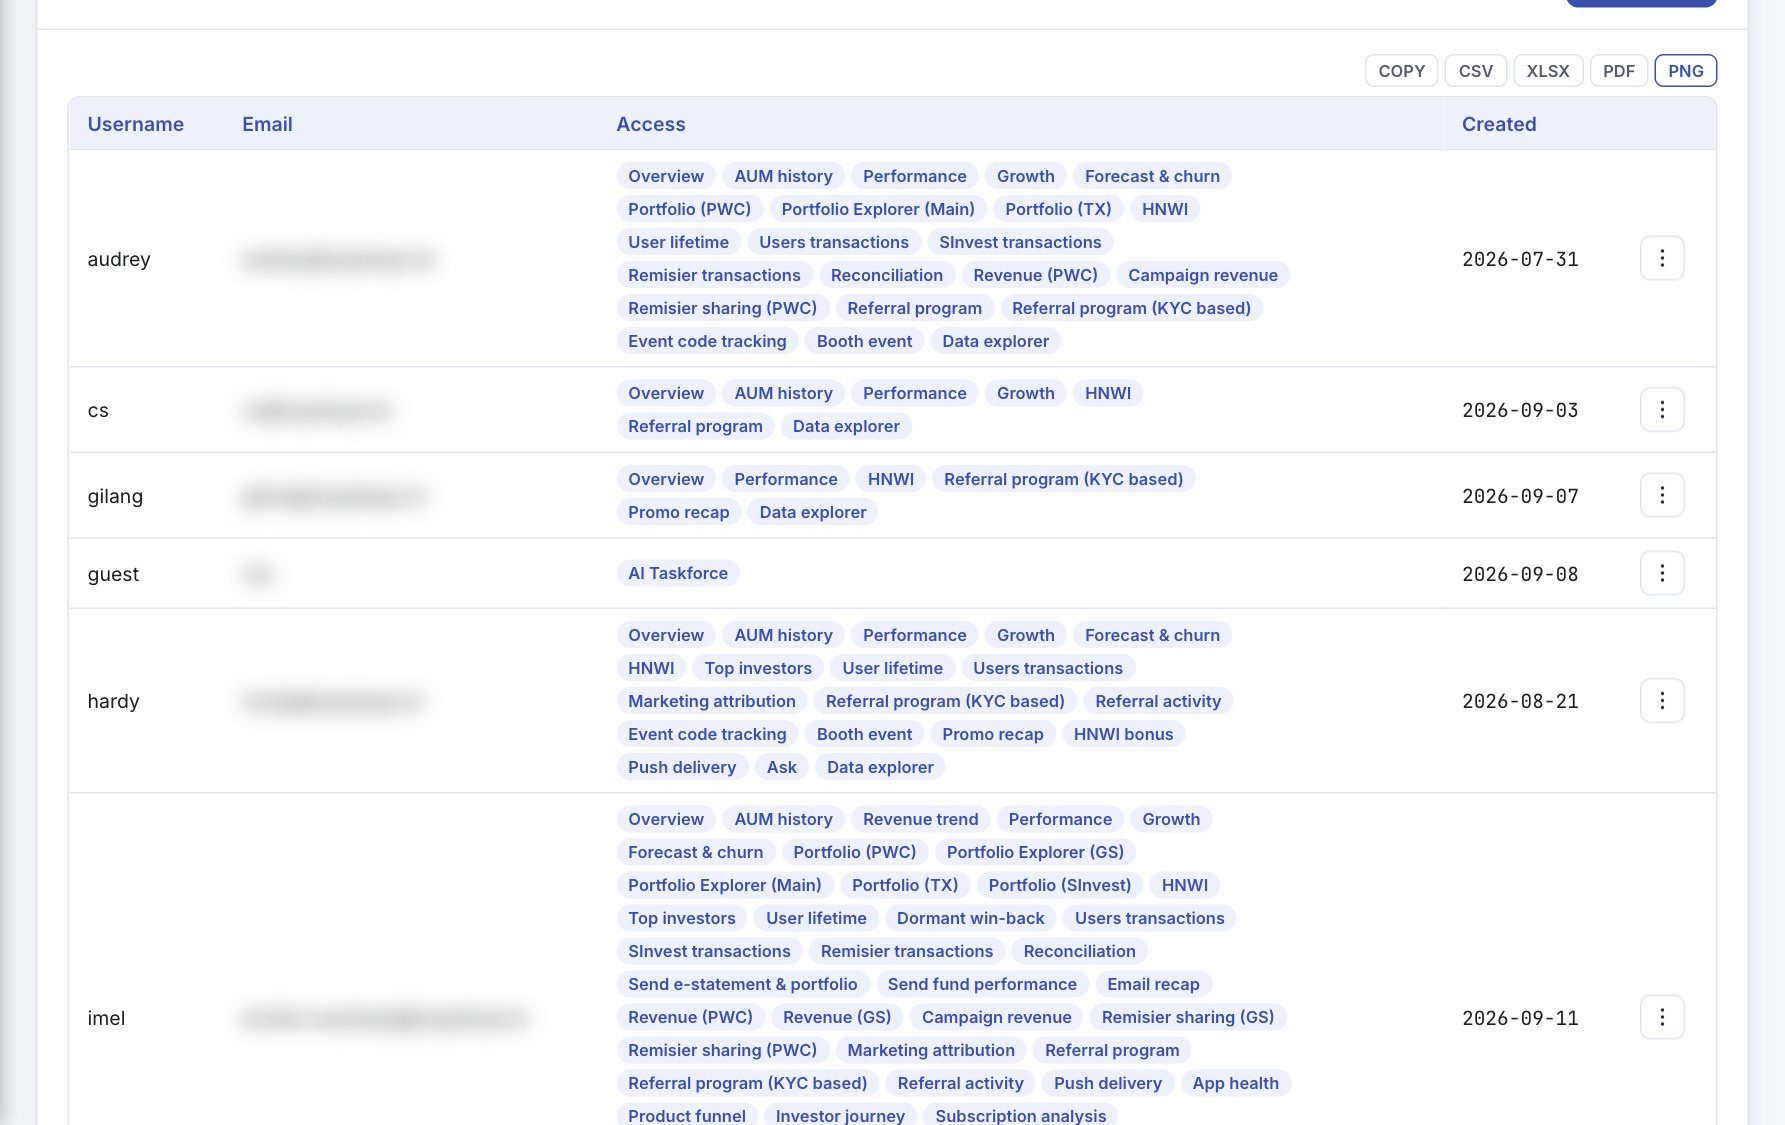 COPY CSV XLSX PDF PNG
Username Email Access Created
Overview AUM history Performance Growth Forecast & churn
Portfolio (PWC) Portfolio Explorer (Main) Portfolio (TX) HNWI
User lifetime Users transactions SInvest transactions
audrey 2026-07-31
Remisier transactions Reconciliation Revenue (PWC) Campaign revenue
Remisier sharing (PWC) Referral program Referral program (KYC based)
Event code tracking Booth event Data explorer
Overview AUM history Performance Growth HNWI
cs 2026-09-03
Referral program Data explorer
Overview Performance HNWI Referral program (KYC based)
gilang 2026-09-07
Promo recap Data explorer
guest AI Taskforce 2026-09-08
Overview AUM history Performance Growth Forecast & churn
HNWI Top investors User lifetime Users transactions
hardy Marketing attribution Referral program (KYC based) Referral activity 2026-08-21
Event code tracking Booth event Promo recap HNWI bonus
Push delivery Ask Data explorer
Overview AUM history Revenue trend Performance Growth
Forecast & churn Portfolio (PWC) Portfolio Explorer (GS)
Portfolio Explorer (Main) Portfolio (TX) Portfolio (SInvest) HNWI
Top investors User lifetime Dormant win-back Users transactions
SInvest transactions Remisier transactions Reconciliation
Send e-statement & portfolio Send fund performance Email recap
imel Revenue (PWC) Revenue (GS) Campaign revenue Remisier sharing (GS) 2026-09-11
Remisier sharing (PWC) Marketing attribution Referral program
Referral program (KYC based) Referral activity Push delivery App health
Product funnel Investor journey Subscription analysis